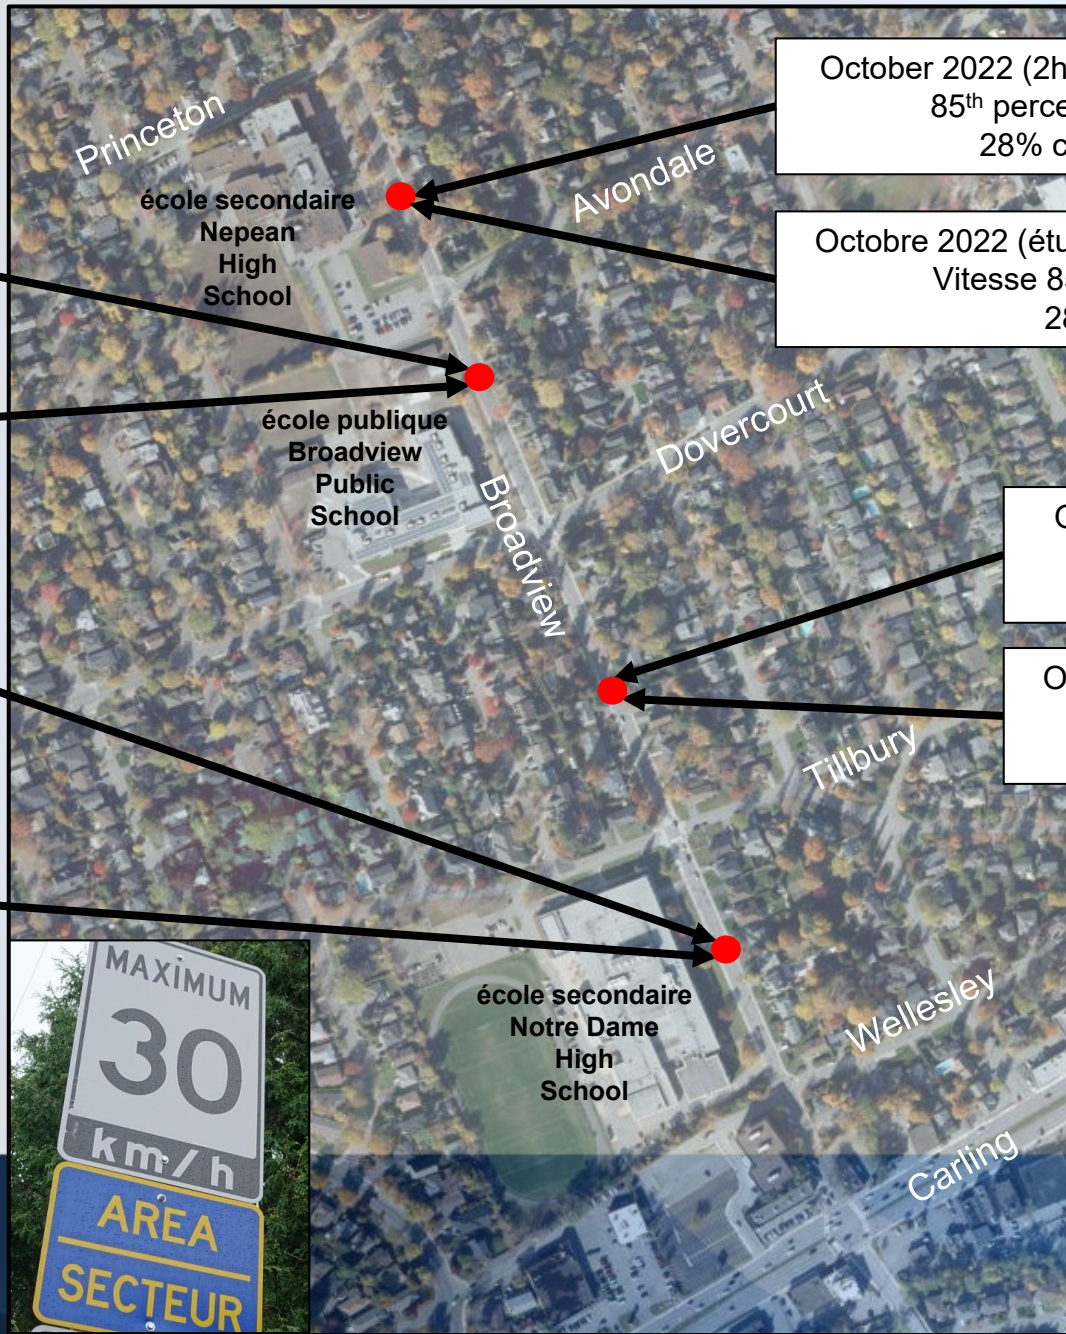 October 2022 (2h
85th perce
28% c
Princeton
Avondale
école secondaire
Nepean
High
School
Octobre 2022 (étu
Vitesse 8
28
école publique
Broadview
Public
School
Dovercourt
Broadview
O
Tillbury
école secondaire
Notre Dame
High
School
Wellesley
Carling
MAXIMUM
30
km/h
AREA
SECTEUR